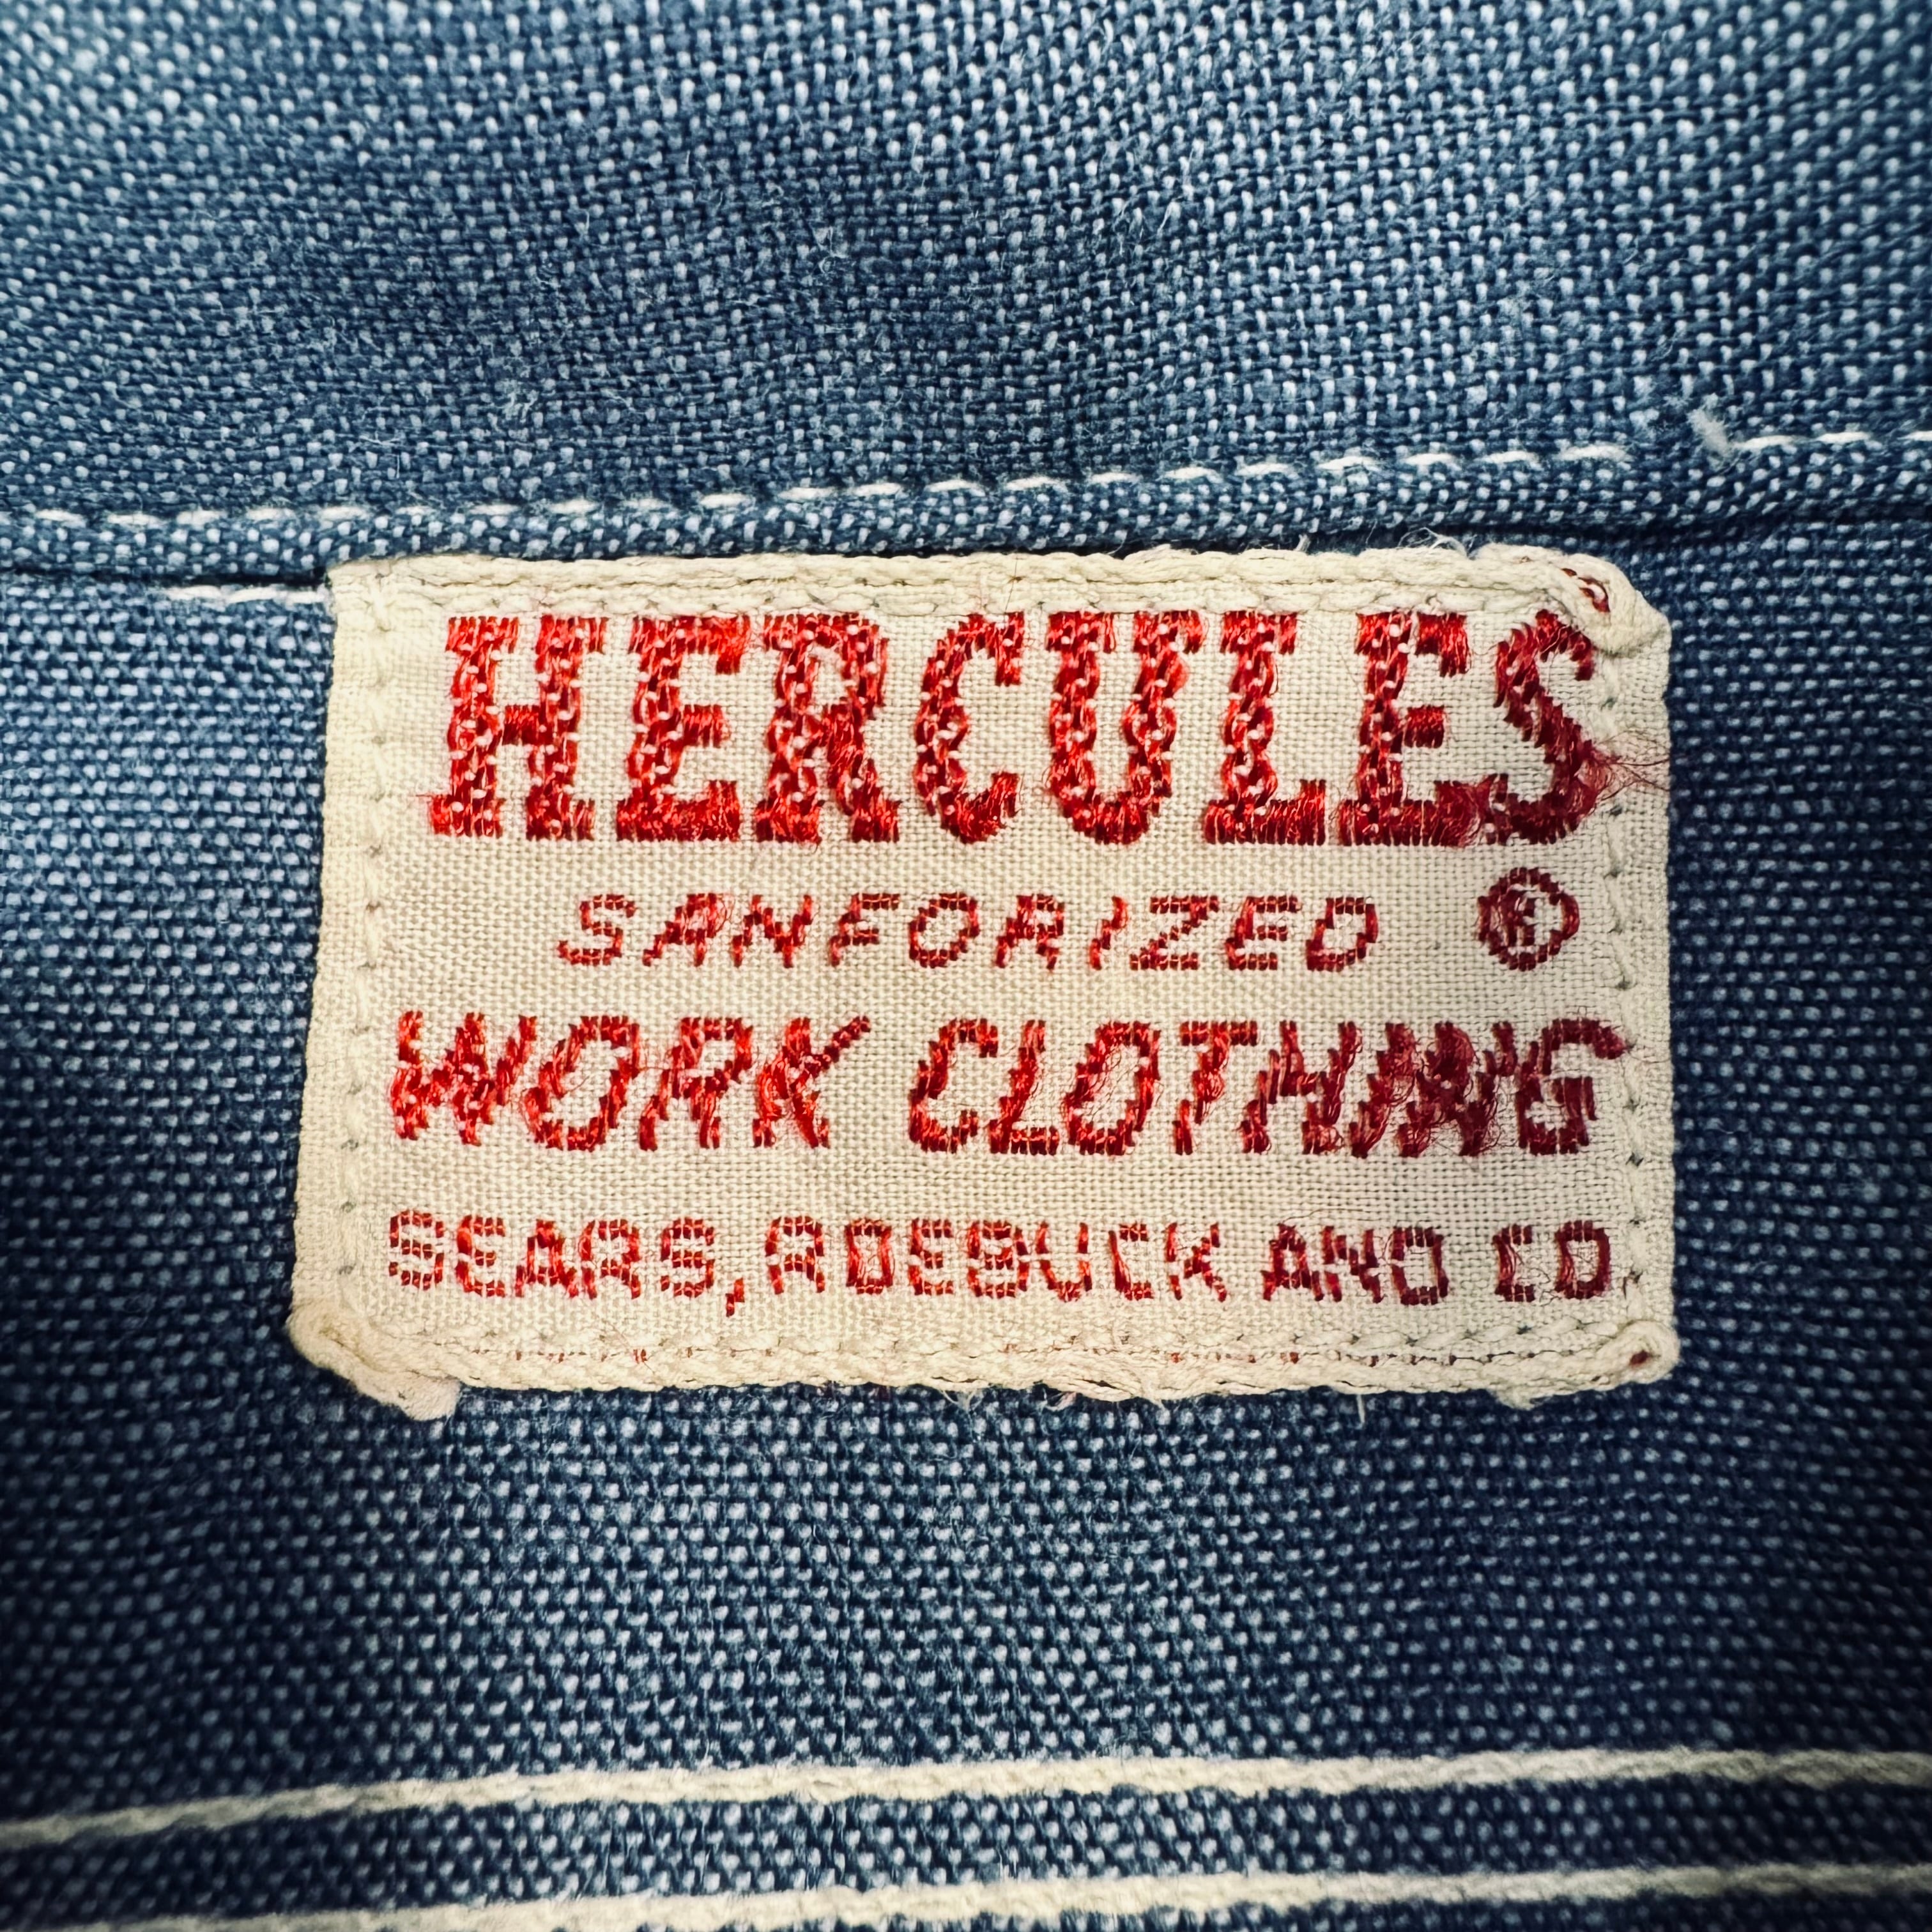 HERCULES
SANFORIZED ®
WORK CLOTHING
SEARS, ROEBUCK AND CO.